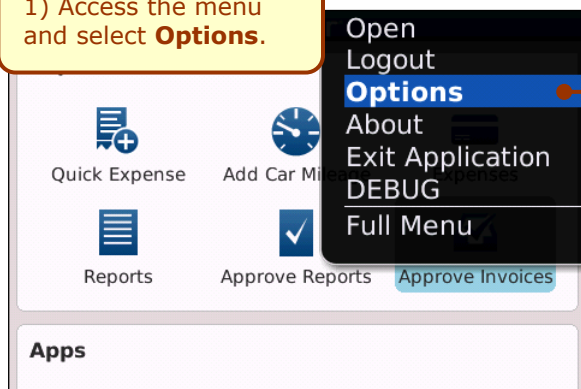 1) Access the menu
and select Options.
Open
Logout
Options
About
Exit Application
DEBUG
Full Menu
Quick Expense
Add Car Mileage
Expenses
Reports
Approve Reports
Approve Invoices
Apps